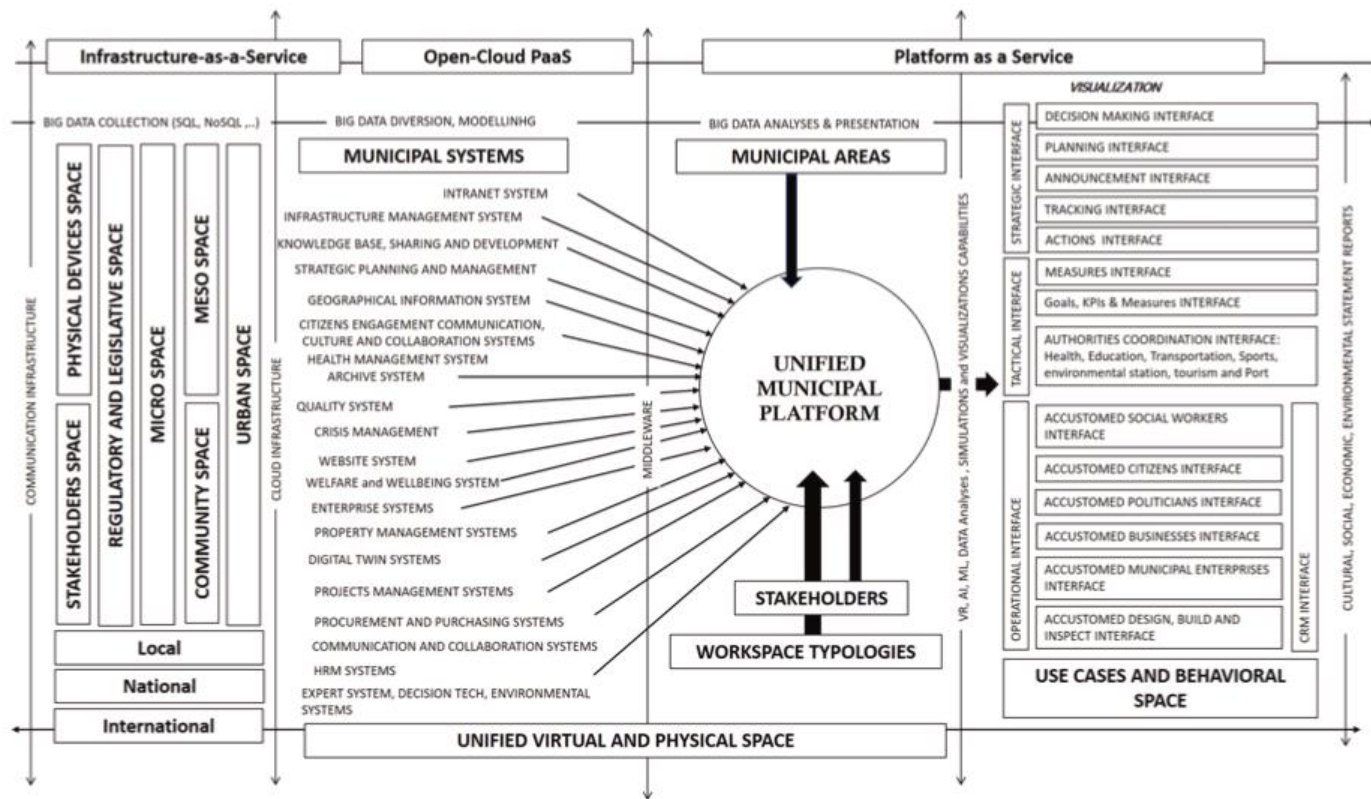 Infrastructure-as-a-Service
Open-Cloud PaaS
Platform as a Service
COMMUNICATION INFRASTRUCTURE
BIG DATA COLLECTION (SQL, NoSQL ,..)
PHYSICAL DEVICES SPACE
STAKEHOLDERS SPACE
REGULATORY AND LEGISLATIVE SPACE
MICRO SPACE
MESO SPACE
COMMUNITY SPACE
URBAN SPACE
Local
National
International
CLOUD INFRASTRUCTURE
BIG DATA DIVERSION, MODELLINHG
MUNICIPAL SYSTEMS
INTRANET SYSTEM
INFRASTRUCTURE MANAGEMENT SYSTEM
KNOWLEDGE BASE, SHARING AND DEVELOPMENT
STRATEGIC PLANNING AND MANAGEMENT
GEOGRAPHICAL INFORMATION SYSTEM
CITIZENS ENGAGEMENT COMMUNICATION,
CULTURE AND COLLABORATION SYSTEMS
HEALTH MANAGEMENT SYSTEM
ARCHIVE SYSTEM
QUALITY SYSTEM
CRISIS MANAGEMENT
WEBSITE SYSTEM
WELFARE and WELLBEING SYSTEM
ENTERPRISE SYSTEMS
PROPERTY MANAGEMENT SYSTEMS
DIGITAL TWIN SYSTEMS
PROJECTS MANAGEMENT SYSTEMS
PROCUREMENT AND PURCHASING SYSTEMS
COMMUNICATION AND COLLABORATION SYSTEMS
HRM SYSTEMS
EXPERT SYSTEM, DECISION TECH, ENVIRONMENTAL
SYSTEMS
UNIFIED VIRTUAL AND PHYSICAL SPACE
MIDDLEWARE
BIG DATA ANALYSES & PRESENTATION
MUNICIPAL AREAS
UNIFIED
MUNICIPAL
PLATFORM
STAKEHOLDERS
WORKSPACE TYPOLOGIES
VR, AI, ML, DATA Analyses , SIMULATIONS and VISUALIZATIONS CAPABILITIES
VISUALIZATION
STRATEGIC INTERFACE
DECISION MAKING INTERFACE
PLANNING INTERFACE
ANNOUNCEMENT INTERFACE
TRACKING INTERFACE
ACTIONS INTERFACE
TACTICAL INTERFACE
MEASURES INTERFACE
Goals, KPIs & Measures INTERFACE
AUTHORITIES COORDINATION INTERFACE:
Health, Education, Transportation, Sports,
environmental station, tourism and Port
OPERATIONAL INTERFACE
ACCUSTOMED SOCIAL WORKERS
INTERFACE
ACCUSTOMED CITIZENS INTERFACE
ACCUSTOMED POLITICIANS INTERFACE
ACCUSTOMED BUSINESSES INTERFACE
ACCUSTOMED MUNICIPAL ENTERPRISES
INTERFACE
ACCUSTOMED DESIGN, BUILD AND
INSPECT INTERFACE
CRM INTERFACE
USE CASES AND BEHAVIORAL
SPACE
CULTURAL, SOCIAL, ECONOMIC, ENVIRONMENTAL STATEMENT REPORTS